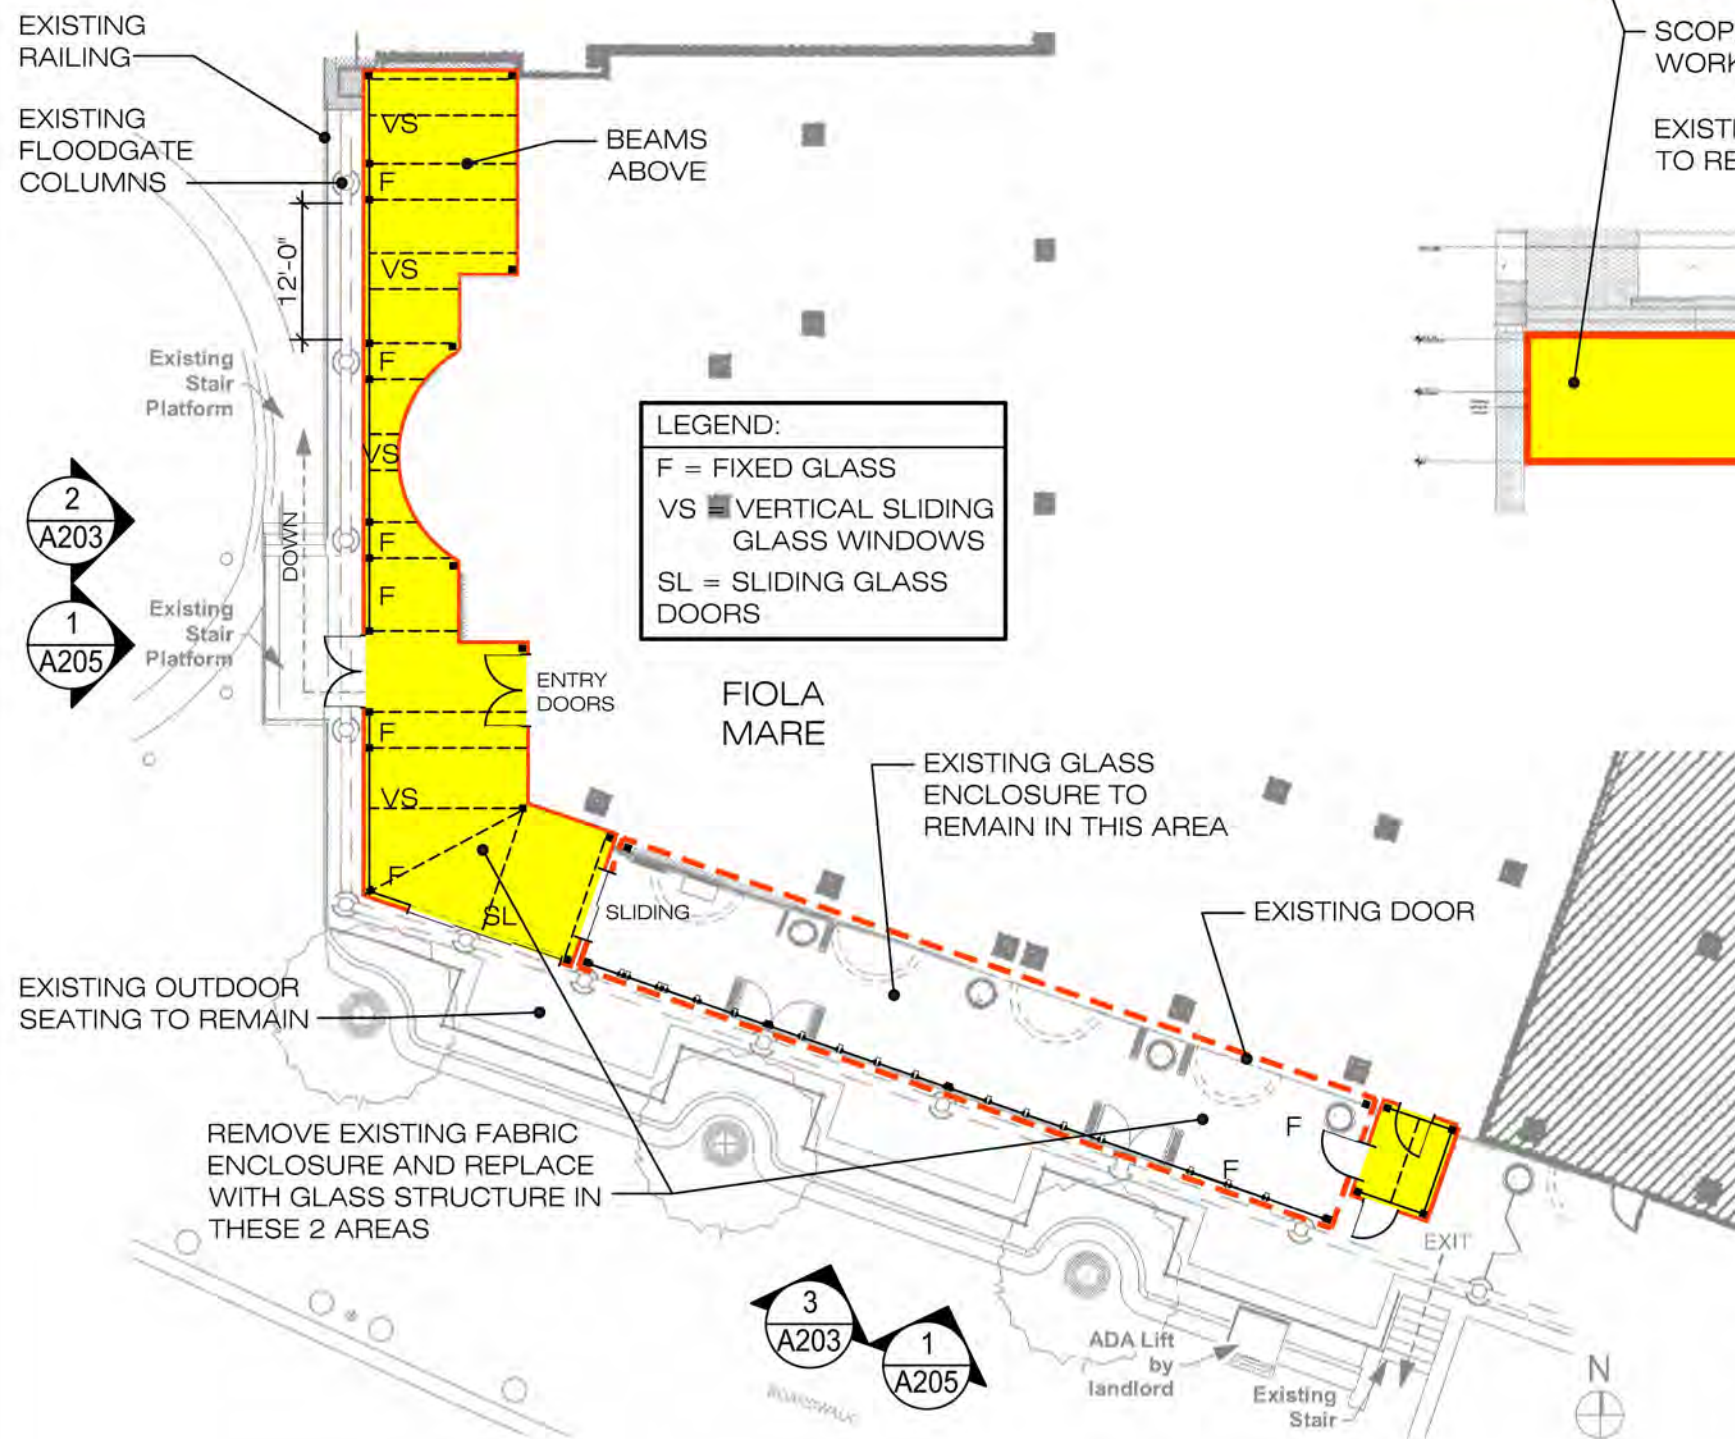 EXISTING
RAILING
EXISTING
FLOODGATE
COLUMNS
BEAMS
ABOVE
SCOP
WORK
EXISTI
TO RE
VS
F
VS
12'-0"
F
Existing
Stair
Platform
VS
LEGEND:
F = FIXED GLASS
VS = VERTICAL SLIDING
GLASS WINDOWS
SL = SLIDING GLASS
DOORS
2
A203
DOWN
F
F
Existing
Stair
Platform
1
A205
ENTRY
DOORS
FIOLA
MARE
F
VS
EXISTING GLASS
ENCLOSURE TO
REMAIN IN THIS AREA
F
SL
SLIDING
EXISTING DOOR
EXISTING OUTDOOR
SEATING TO REMAIN
REMOVE EXISTING FABRIC
ENCLOSURE AND REPLACE
WITH GLASS STRUCTURE IN
THESE 2 AREAS
F
F
EXIT
3
A203
1
A205
ADA Lift
by
landlord
Existing
Stair
BOARDWALK
N